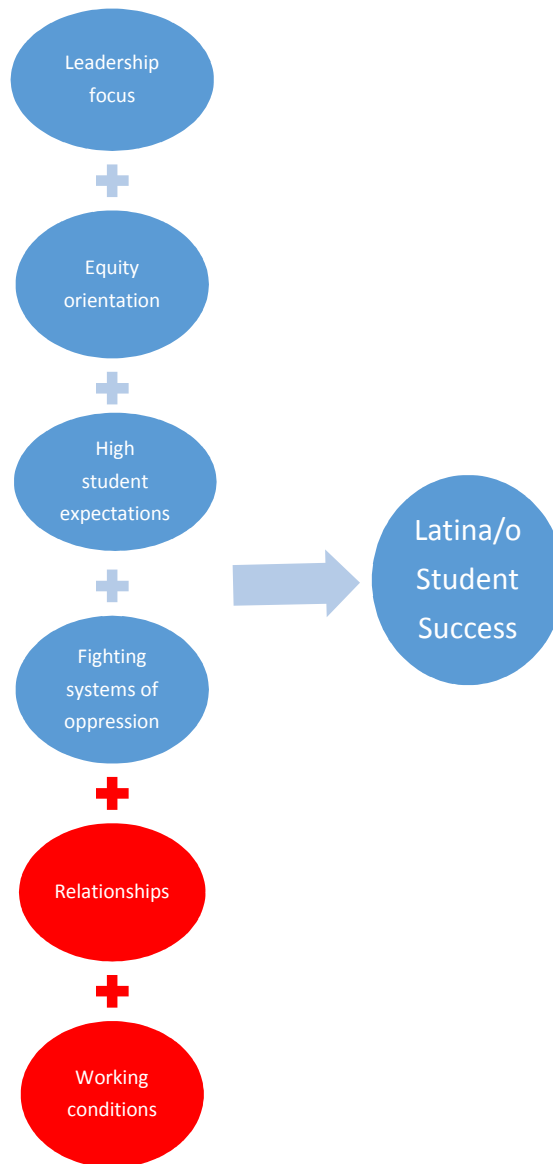 Leadership
focus
Equity
orientation
High
student
expectations
Latina/o
Student
Success
Fighting
systems of
oppression
Relationships
Working
conditions